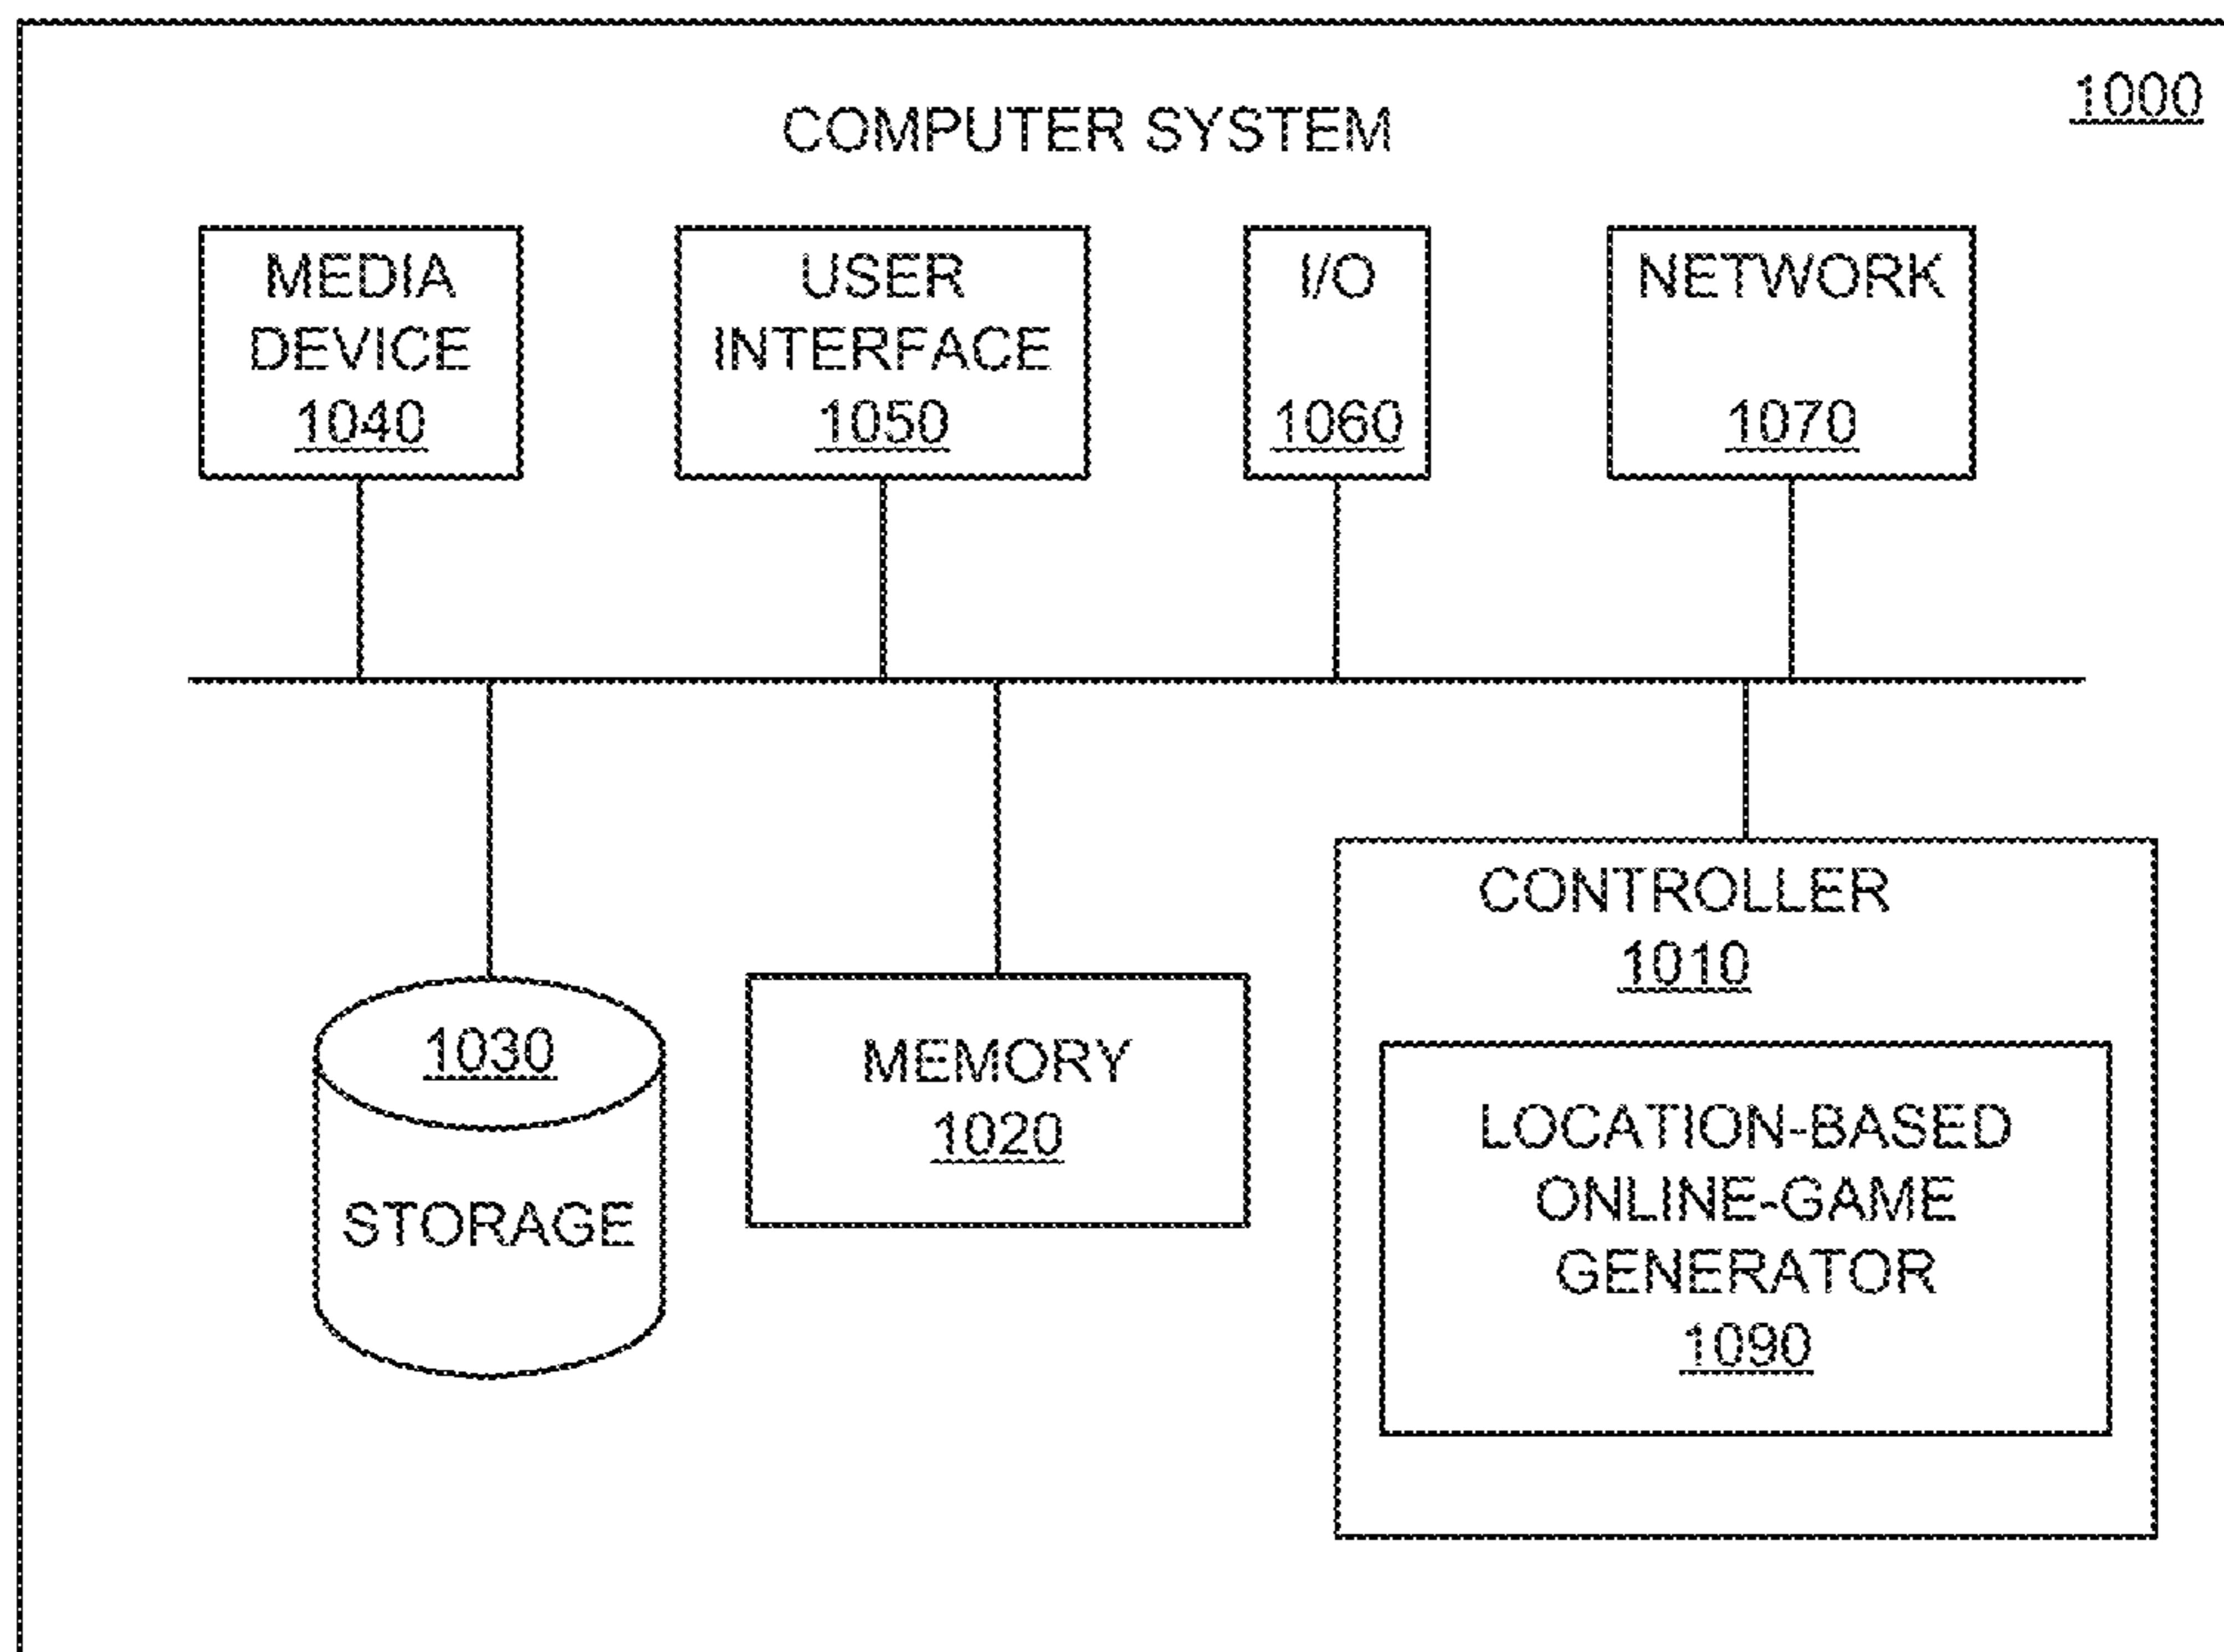 1000
COMPUTER SYSTEM
MEDIA
DEVICE
1040
USER
INTERFACE
1050
I/O
1060
NETWORK
1070
1030
STORAGE
MEMORY
1020
CONTROLLER
1010
LOCATION-BASED
ONLINE-GAME
GENERATOR
1090